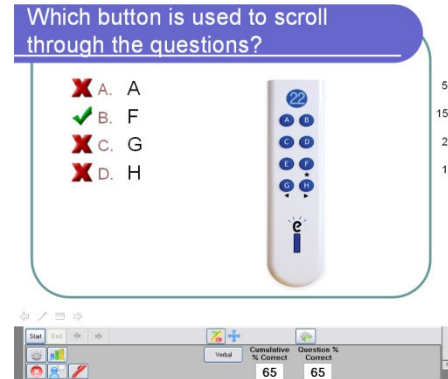 Which button is used to scroll
through the questions?
A. A
B. F
C. G
D. H
22
A B
C D
E F
G H
ei
5
15
2
1
Start End
Verbal
Cumulative % Correct
Question % Correct
65 65